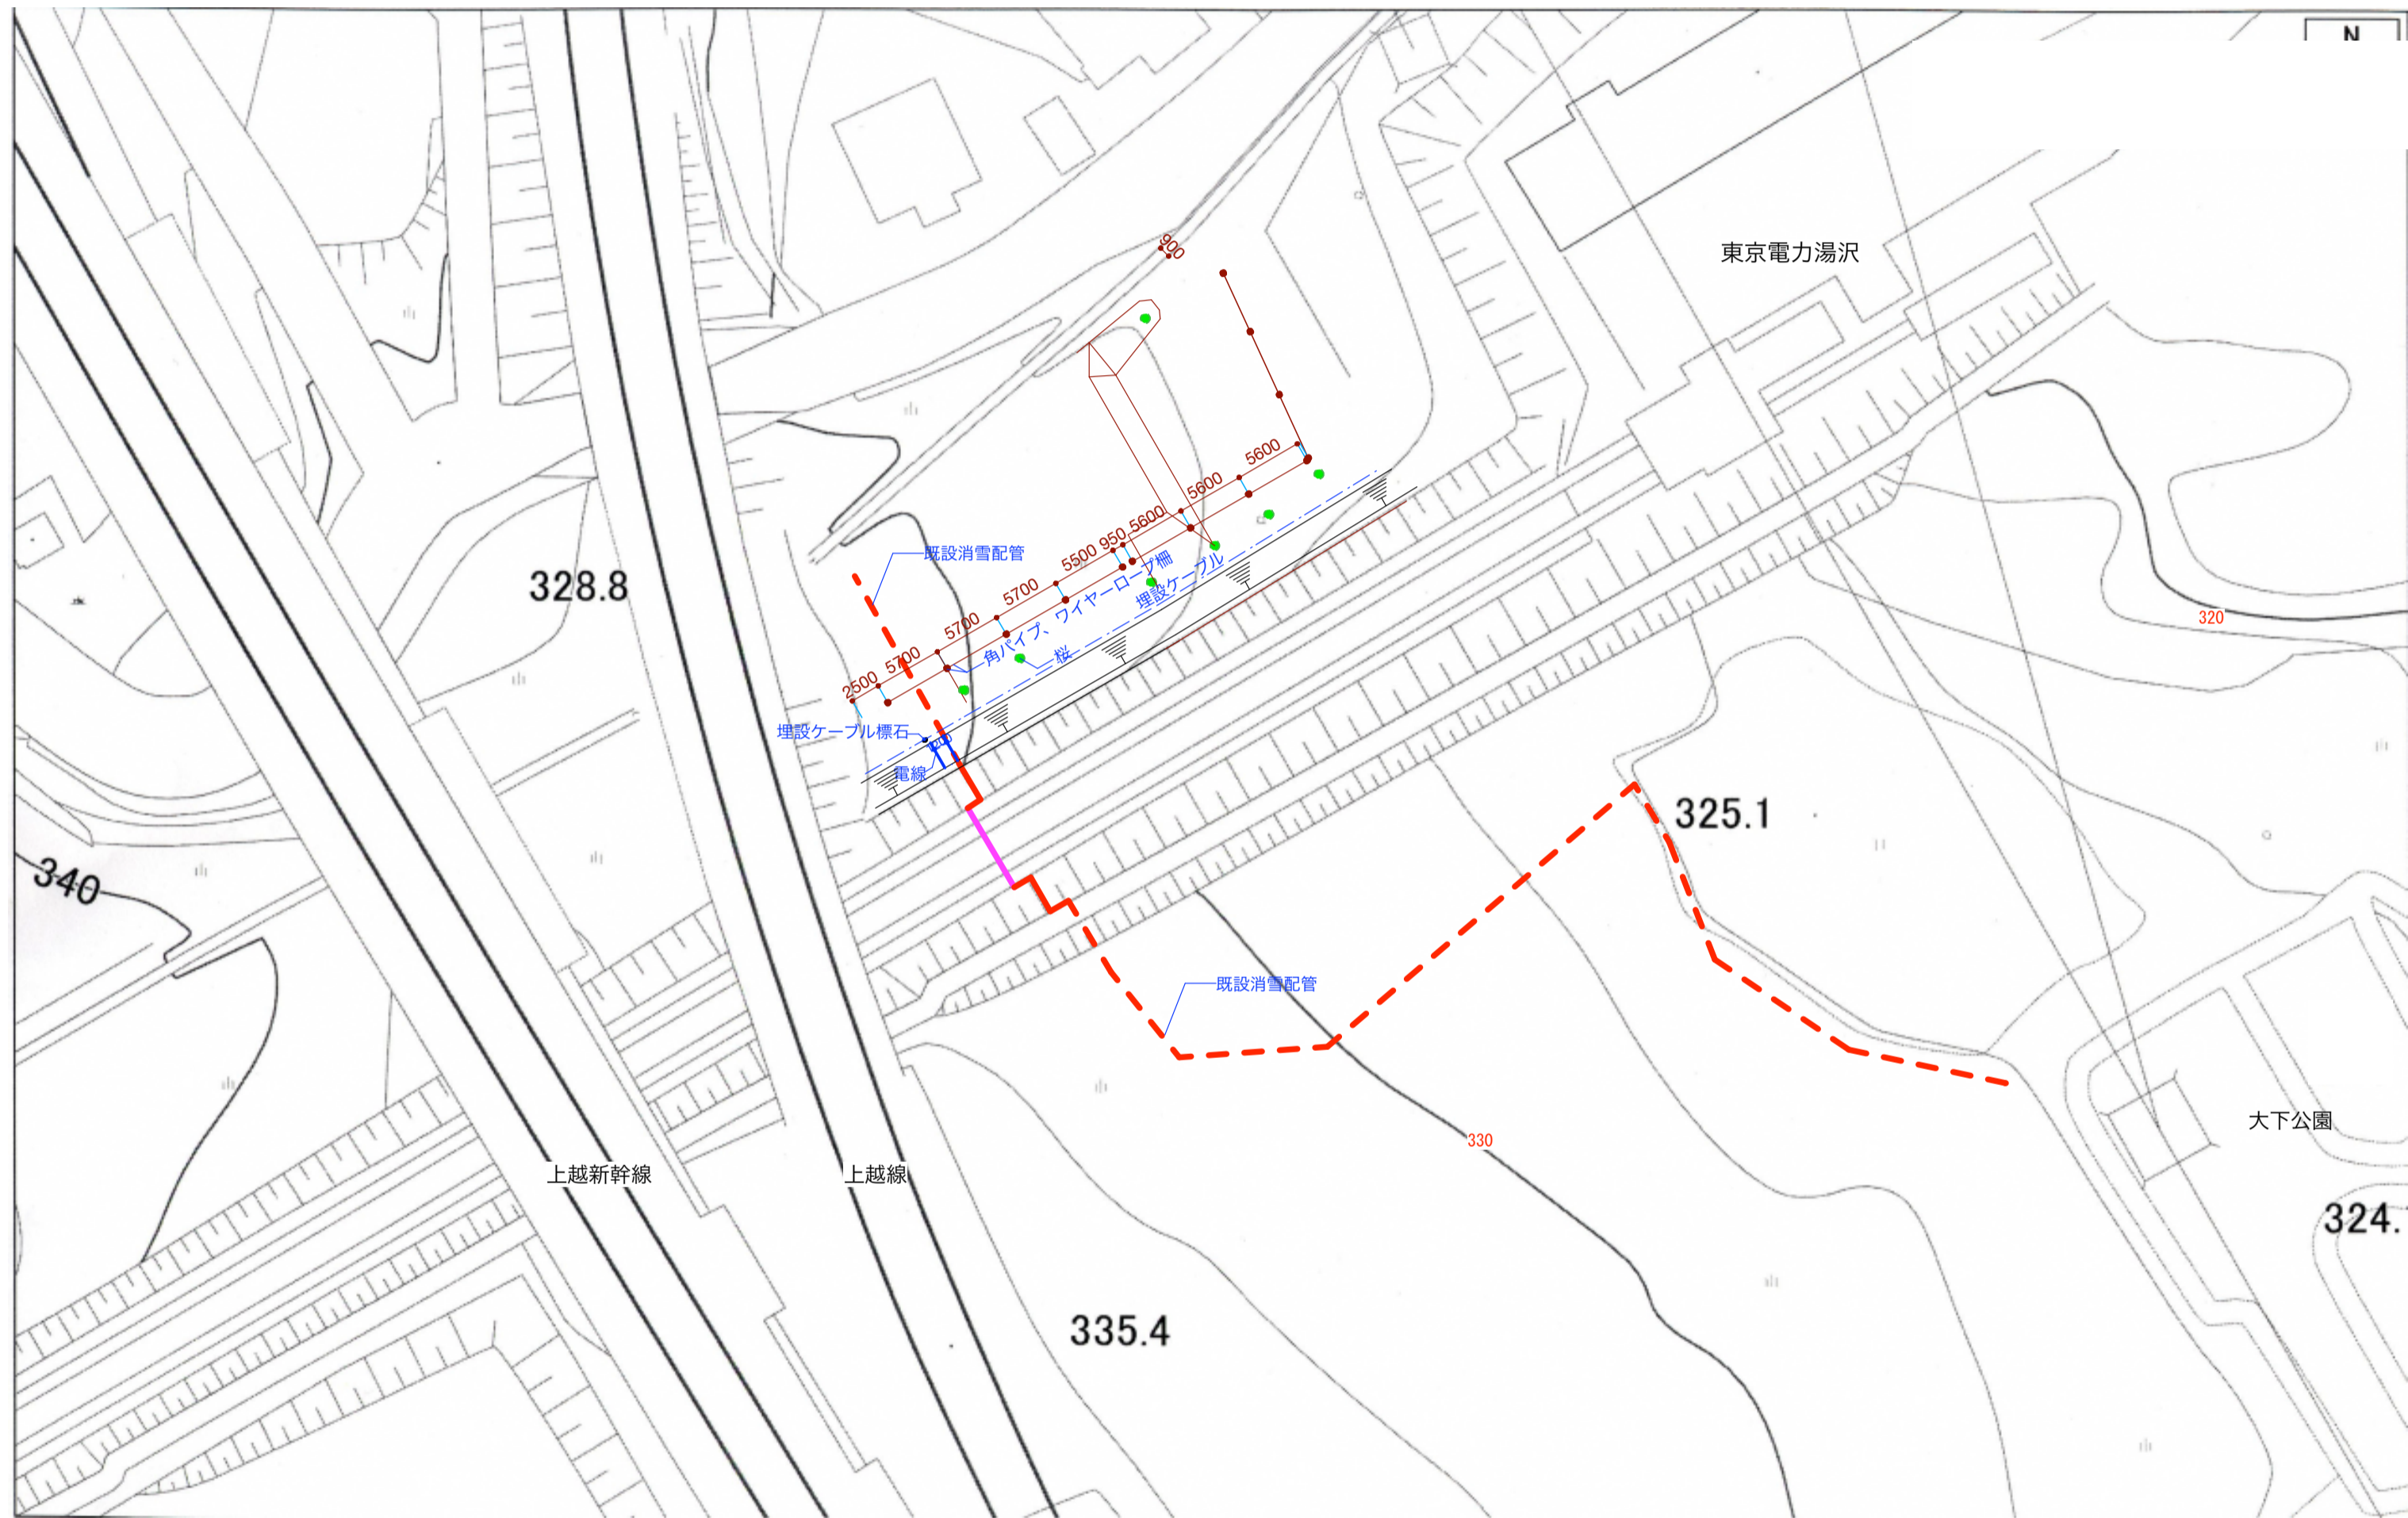 N
東京電力湯沢
900
5600
5600
5600
950
5500
5700
5700
5700
2500
既設消雪配管
角パイプ、ワイヤーロープ柵
埋設ケーブル
桜
328.8
320
埋設ケーブル標石
電線
325.1
340
既設消雪配管
330
大下公園
上越新幹線
上越線
324.
335.4